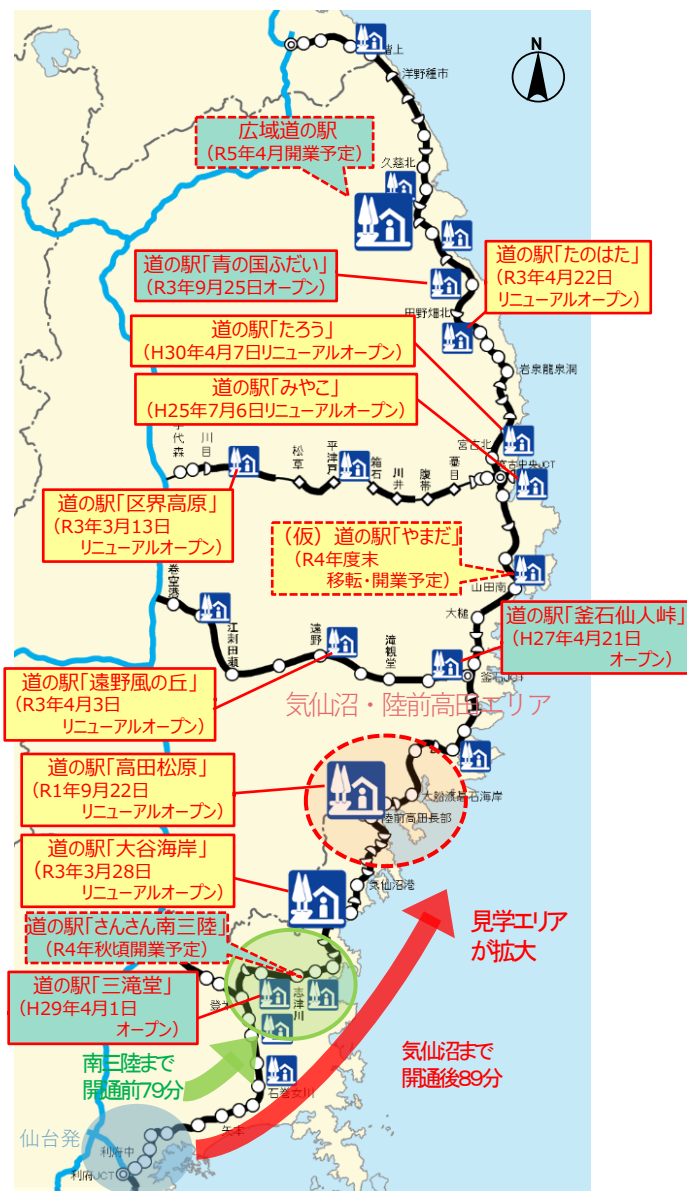 N
階上
洋野種市
広域道の駅
（R5年4月開業予定）
久慈北
道の駅「青の国ふだい」
（R3年9月25日オープン）
道の駅「たのはた」
（R3年4月22日
リニューアルオープン）
田野畑北
道の駅「たろう」
（H30年4月7日リニューアルオープン）
岩泉龍泉洞
道の駅「みやこ」
（H25年7月6日リニューアルオープン）
川目
松草
平津戸
箱石
川井
腹帯
蟇目
宮古北
宮古中央JCT
道の駅「区界高原」
（R3年3月13日
リニューアルオープン）
（仮）道の駅「やまだ」
（R4年度末
移転・開業予定）
山田南
大槌
江刺田瀬
遠野
滝観堂
道の駅「釜石仙人峠」
（H27年4月21日
オープン）
釜石JCT
道の駅「遠野風の丘」
（R3年4月3日
リニューアルオープン）
気仙沼・陸前高田エリア
道の駅「高田松原」
（R1年9月22日
リニューアルオープン）
大船渡碁石海岸
陸前高田長部
道の駅「大谷海岸」
（R3年3月28日
リニューアルオープン）
気仙沼港
見学エリア
が拡大
道の駅「さんさん南三陸」
（R4年秋頃開業予定）
道の駅「三滝堂」
（H29年4月1日
オープン）
志津川
南三陸まで
開通前79分
気仙沼まで
開通後89分
石巻女川
矢本
仙台発
利府中
利府JCT